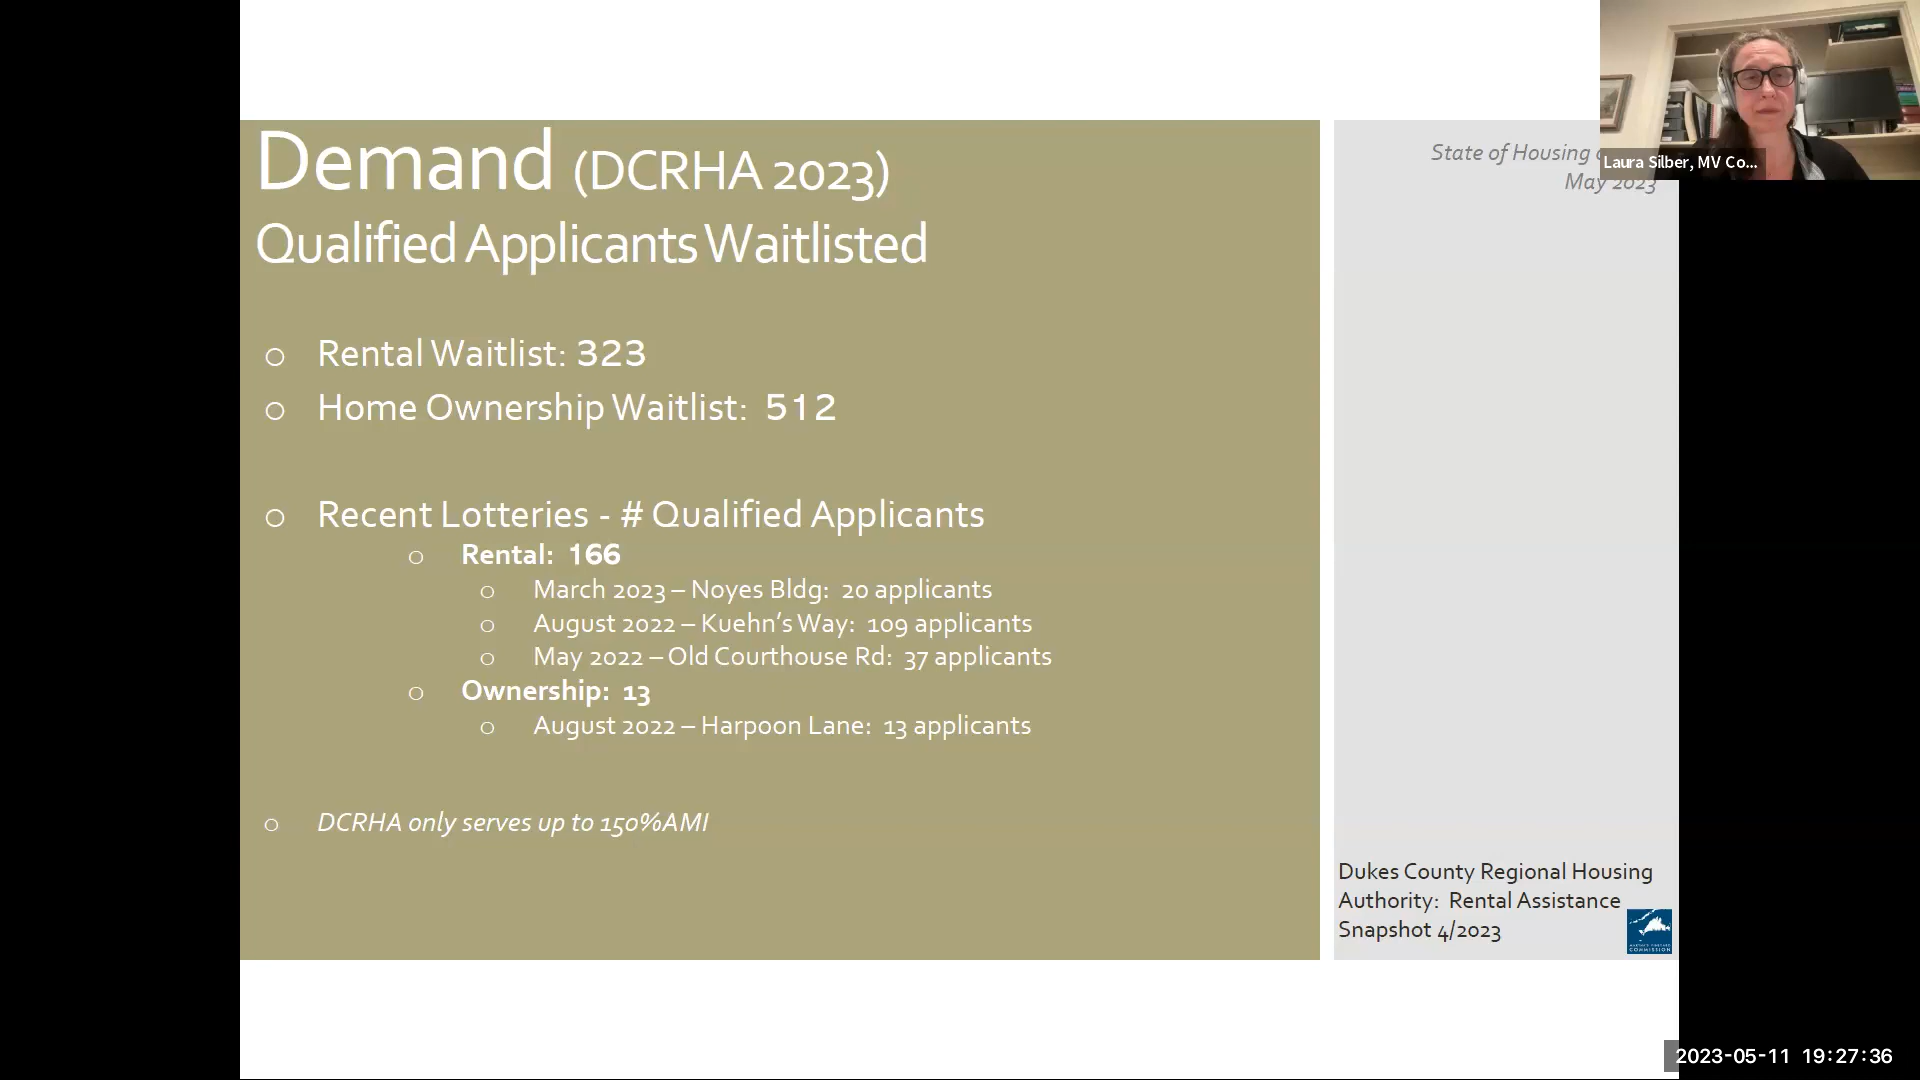 Demand (DCRHA 2023)
Qualified Applicants Waitlisted
Rental Waitlist: 323
Home Ownership Waitlist: 512
Recent Lotteries - # Qualified Applicants
Rental: 166
March 2023 – Noyes Bldg: 20 applicants
August 2022 – Kuehn's Way: 109 applicants
May 2022 – Old Courthouse Rd: 37 applicants
Ownership: 13
August 2022 – Harpoon Lane: 13 applicants
DCRHA only serves up to 150%AMI
State of Housing
May 2023
Laura Silber, MV Co...
Dukes County Regional Housing
Authority: Rental Assistance
Snapshot 4/2023
MARTHA'S VINEYARD
COMMISSION
2023-05-11 19:27:36